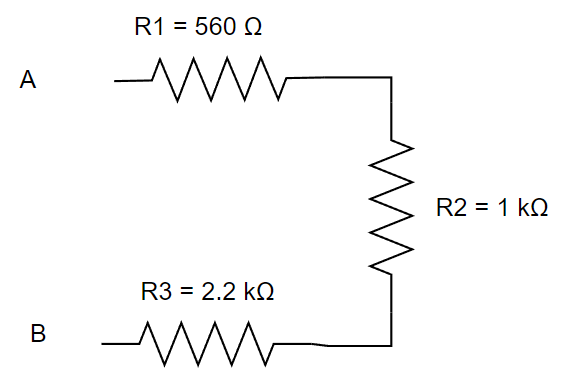 R1 = 560 Ω
A
R2 = 1 kΩ
R3 = 2.2 kΩ
B